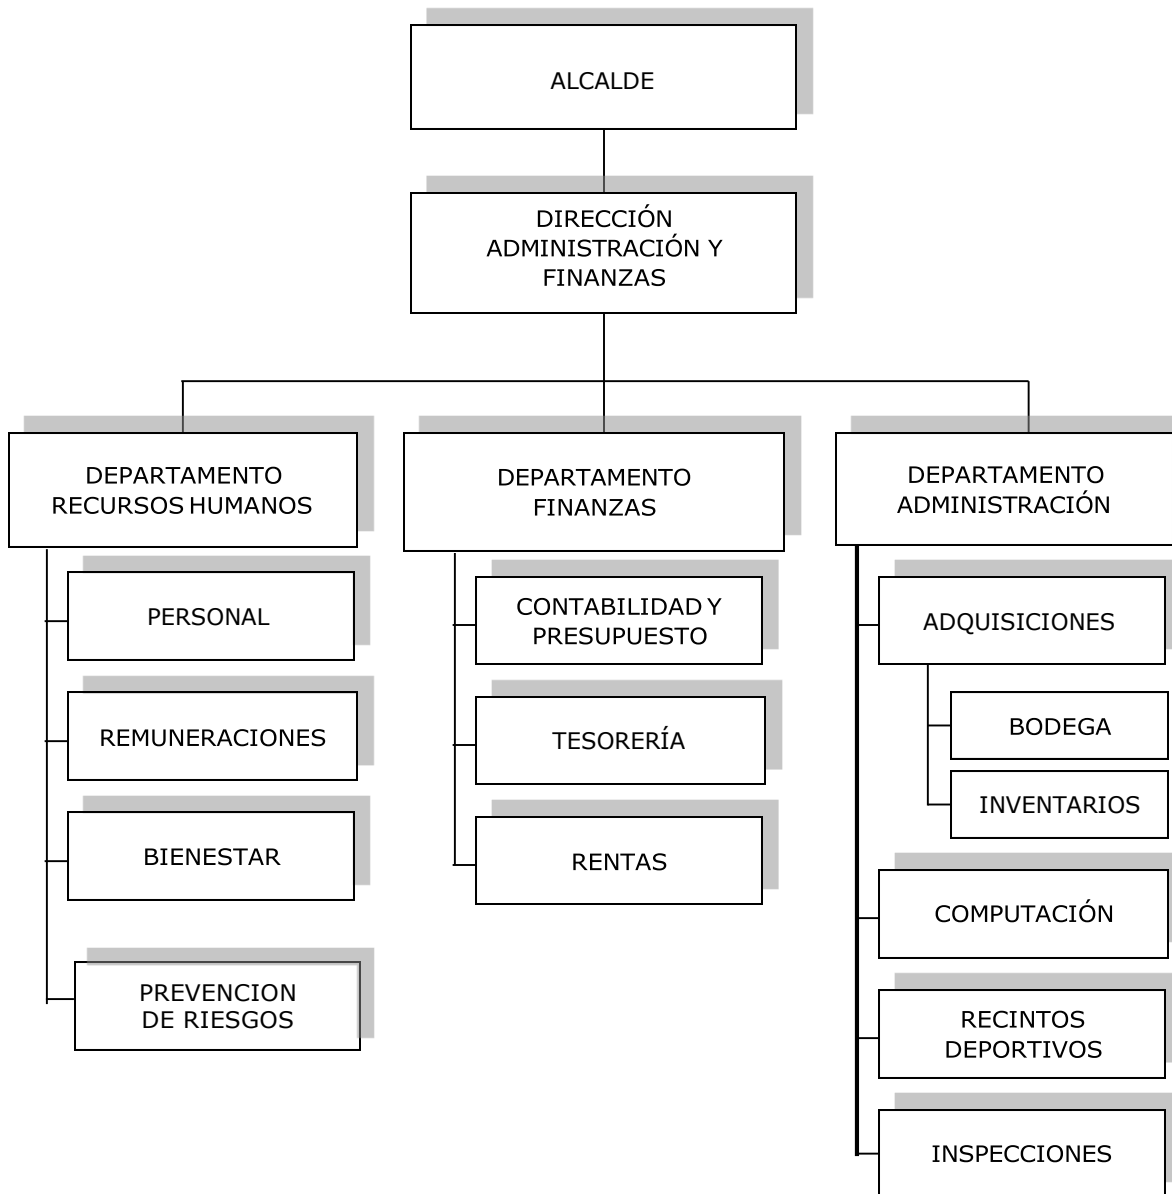 ALCALDE
DIRECCIÓN
ADMINISTRACIÓN Y
FINANZAS
DEPARTAMENTO
RECURSOS HUMANOS
PERSONAL
REMUNERACIONES
BIENESTAR
PREVENCION
DE RIESGOS
DEPARTAMENTO
FINANZAS
CONTABILIDAD Y
PRESUPUESTO
TESORERÍA
RENTAS
DEPARTAMENTO
ADMINISTRACIÓN
ADQUISICIONES
BODEGA
INVENTARIOS
COMPUTACIÓN
RECINTOS
DEPORTIVOS
INSPECCIONES